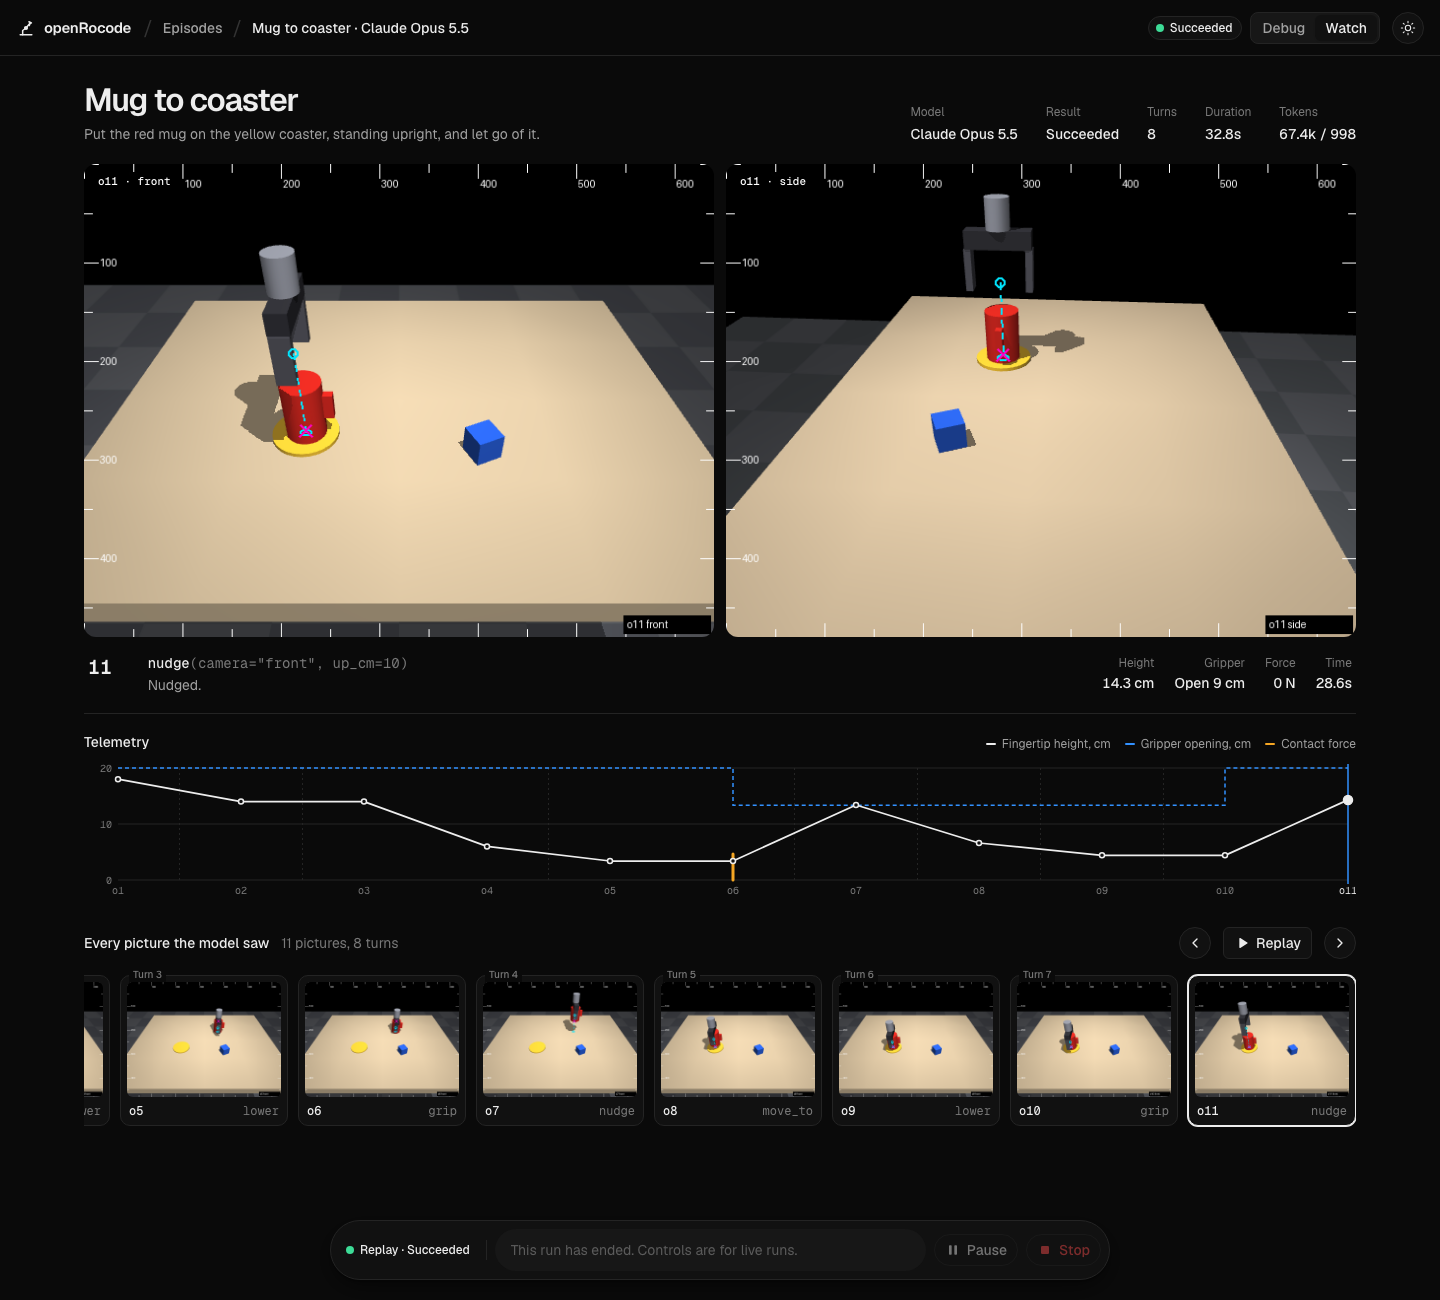 openRocode / Episodes / Mug to coaster · Claude Opus 5.5
Succeeded
Debug Watch
Mug to coaster
Put the red mug on the yellow coaster, standing upright, and let go of it.
Model Result Turns Duration Tokens
Claude Opus 5.5 Succeeded 8 32.8s 67.4k / 998
o11 · front 100 200 300 400 500 600
100
200
300
400
o11 front
o11 · side 100 200 300 400 500 600
100
200
300
400
o11 side
11
nudge(camera="front", up_cm=10)
Nudged.
Height Gripper Force Time
14.3 cm Open 9 cm 0 N 28.6s
Telemetry
Fingertip height, cm Gripper opening, cm Contact force
20
10
0
o1 o2 o3 o4 o5 o6 o7 o8 o9 o10 o11
Every picture the model saw 11 pictures, 8 turns
Replay
Turn 3 Turn 4 Turn 5 Turn 6 Turn 7
wer o5 lower o6 grip o7 nudge o8 move_to o9 lower o10 grip o11 nudge
Replay · Succeeded
This run has ended. Controls are for live runs.
Pause
Stop